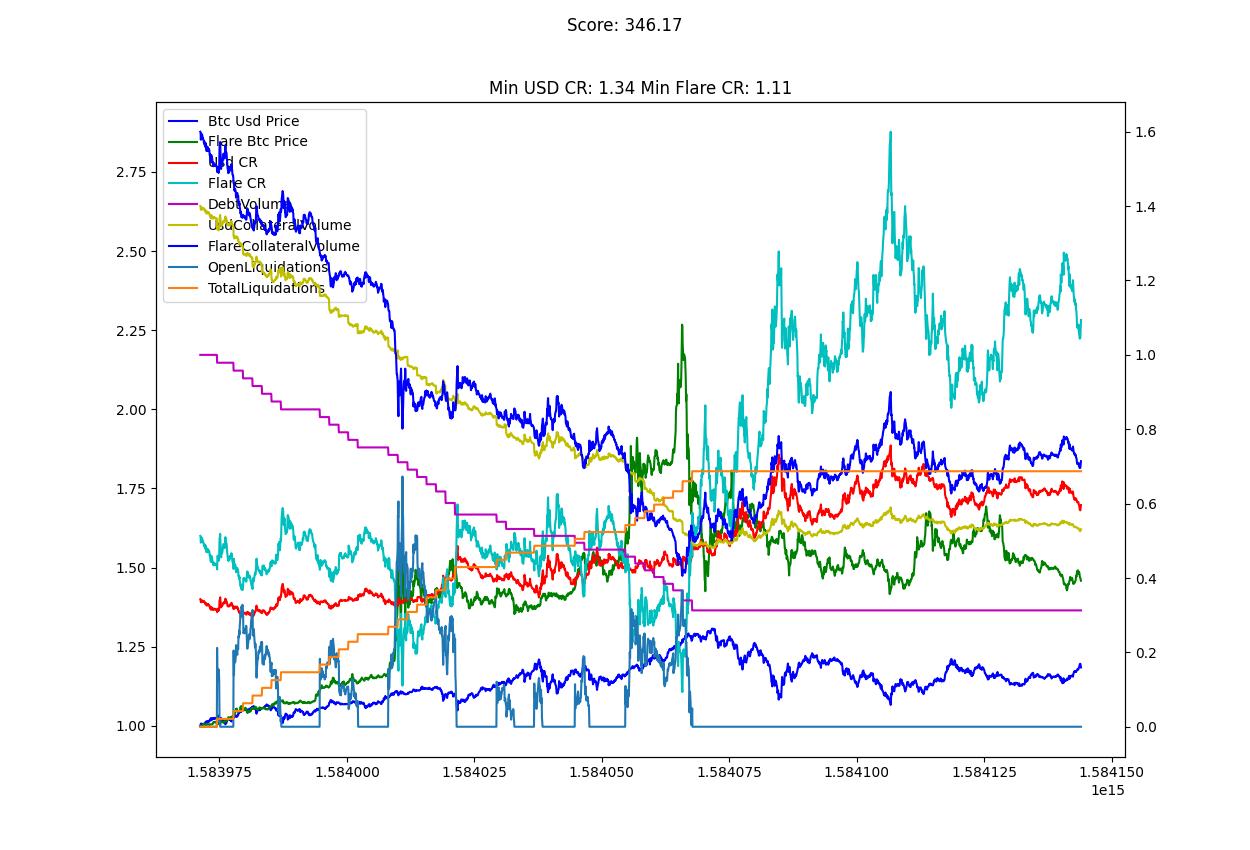 Score: 346.17
Min USD CR: 1.34 Min Flare CR: 1.11
Btc Usd Price
Flare Btc Price
Usd CR
Flare CR
DebtVolume
UsdCollateralVolume
FlareCollateralVolume
OpenLiquidations
TotalLiquidations
2.75
2.50
2.25
2.00
1.75
1.50
1.25
1.00
1.6
1.4
1.2
1.0
0.8
0.6
0.4
0.2
0.0
1.583975
1.584000
1.584025
1.584050
1.584075
1.584100
1.584125
1.584150
1e15